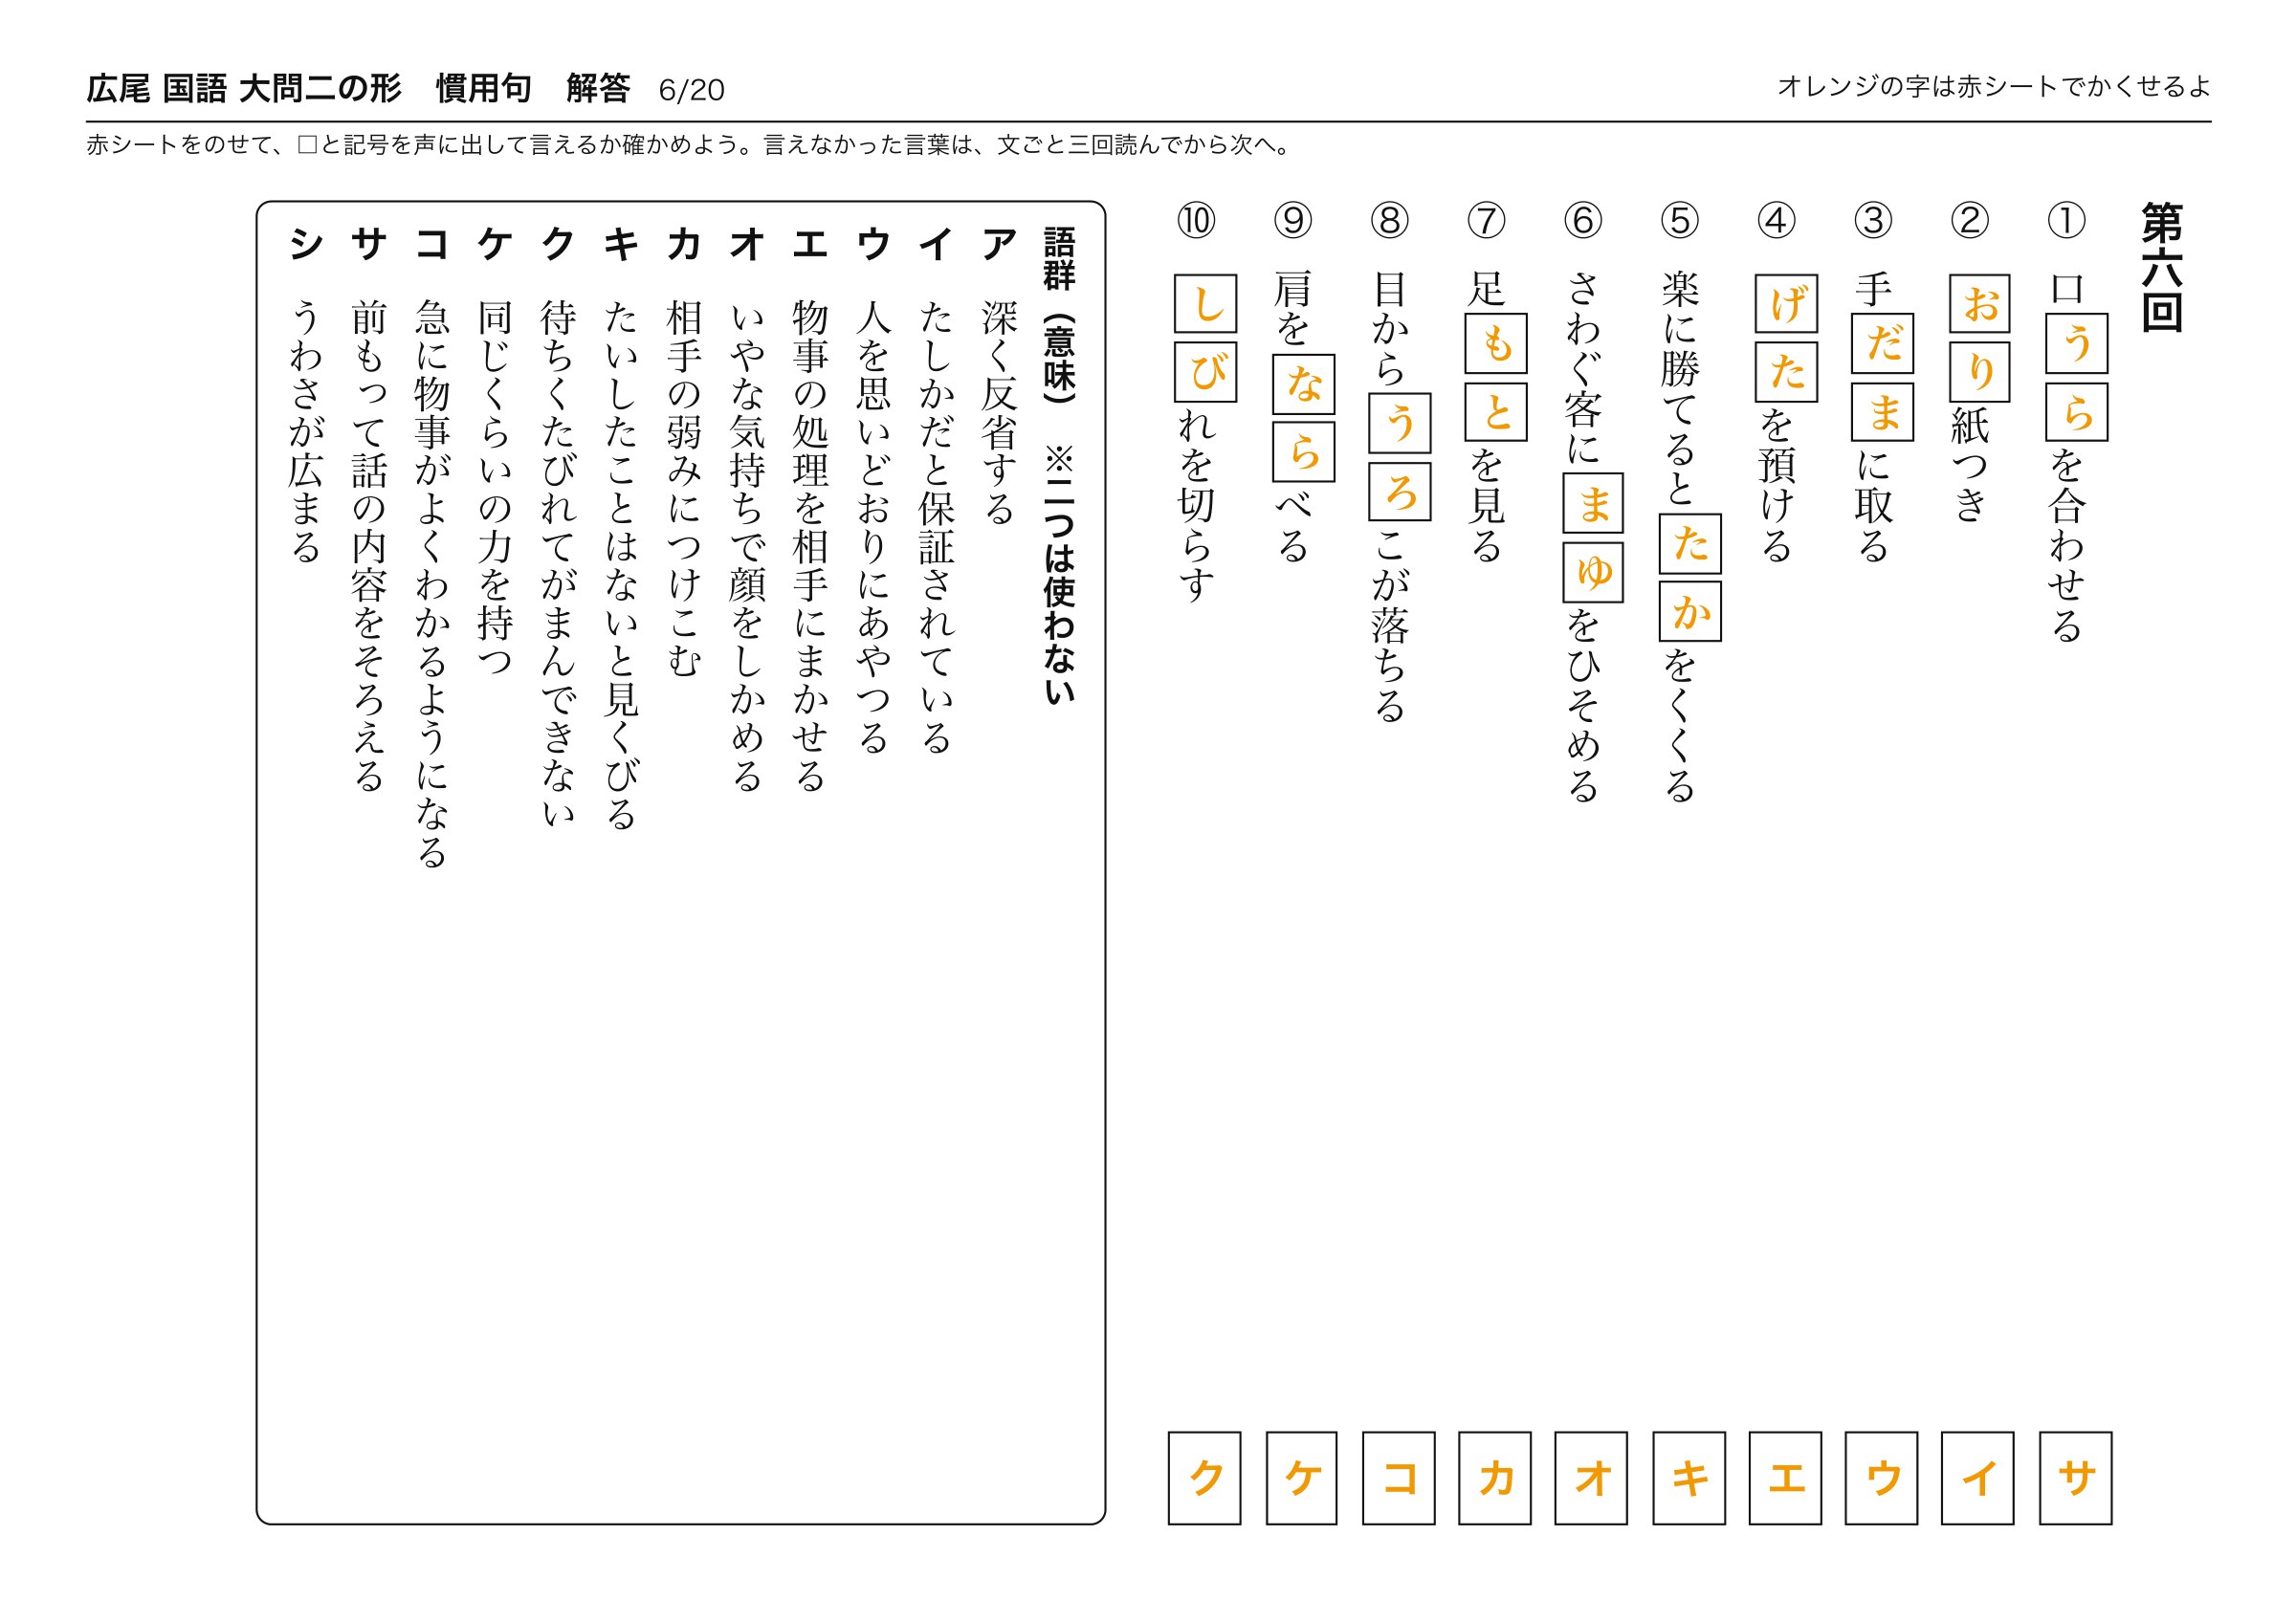 広尾 国語 大問二の形　慣用句　解答　6/20
オレンジの字は赤シートでかくせるよ
赤シートをのせて、□と記号を声に出して言えるか確かめよう。言えなかった言葉は、文ごと三回読んでから次へ。
第六回
① 口うらを合わせる　サ
② おり紙つき　イ
③ 手だまに取る　ウ
④ げたを預ける　エ
⑤ 楽に勝てるとたかをくくる　キ
⑥ さわぐ客にまゆをひそめる　オ
⑦ 足もとを見る　カ
⑧ 目からうろこが落ちる　コ
⑨ 肩をならべる　ケ
⑩ しびれを切らす　ク
語群（意味）　※二つは使わない
ア　深く反省する
イ　たしかだと保証されている
ウ　人を思いどおりにあやつる
エ　物事の処理を相手にまかせる
オ　いやな気持ちで顔をしかめる
カ　相手の弱みにつけこむ
キ　たいしたことはないと見くびる
ク　待ちくたびれてがまんできない
ケ　同じくらいの力を持つ
コ　急に物事がよくわかるようになる
サ　前もって話の内容をそろえる
シ　うわさが広まる